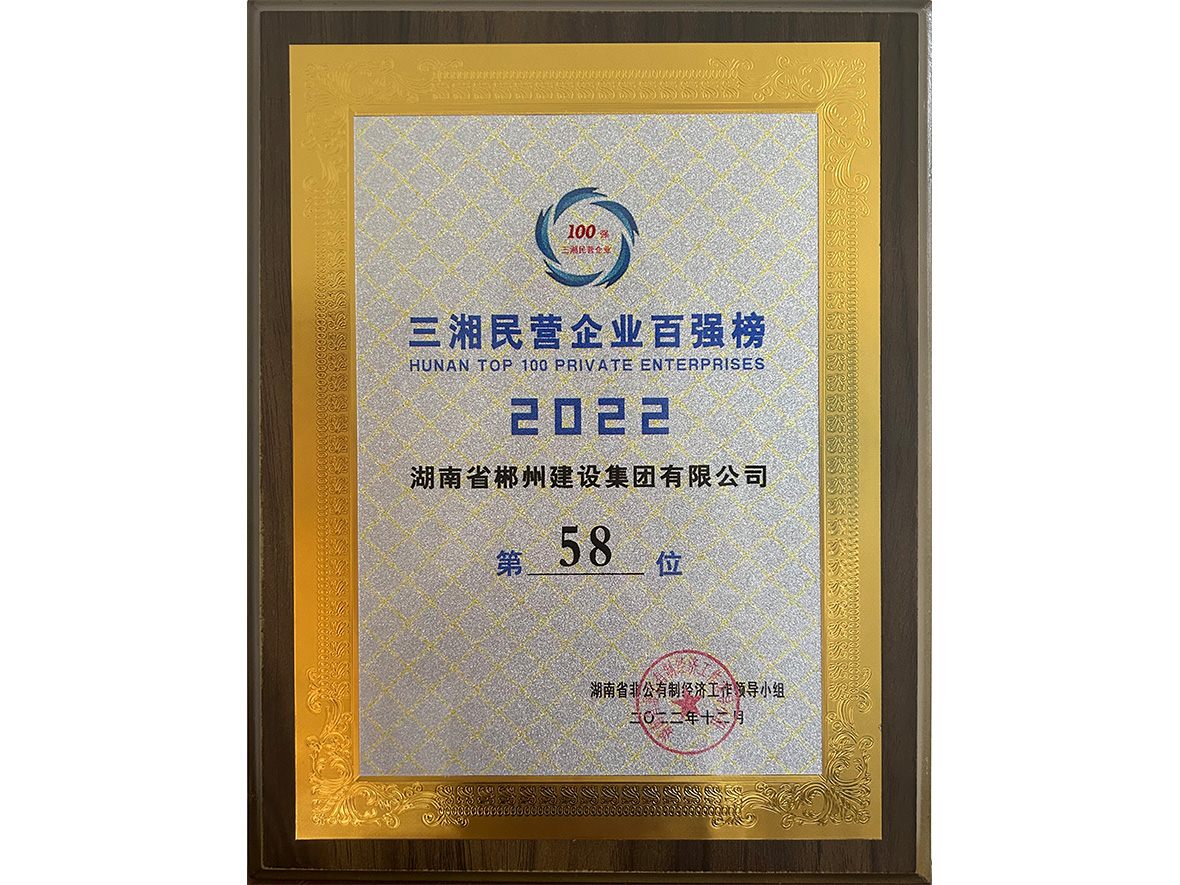 100强
三湘民营企业
三湘民营企业百强榜
HUNAN TOP 100 PRIVATE ENTERPRISES
2022
湖南省郴州建设集团有限公司
第 58 位
湖南省非公有制经济工作领导小组
二〇二二年十二月